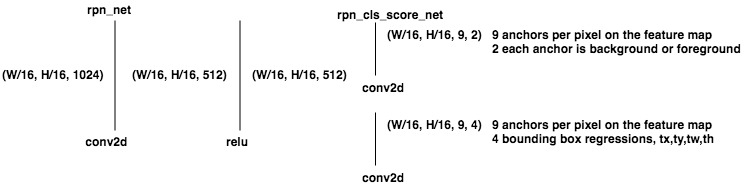 rpn_net
rpn_cls_score_net
(W/16, H/16, 9, 2) 9 anchors per pixel on the feature map
2 each anchor is background or foreground
(W/16, H/16, 1024) (W/16, H/16, 512) (W/16, H/16, 512)
conv2d
(W/16, H/16, 9, 4) 9 anchors per pixel on the feature map
4 bounding box regressions, tx,ty,tw,th
conv2d relu
conv2d